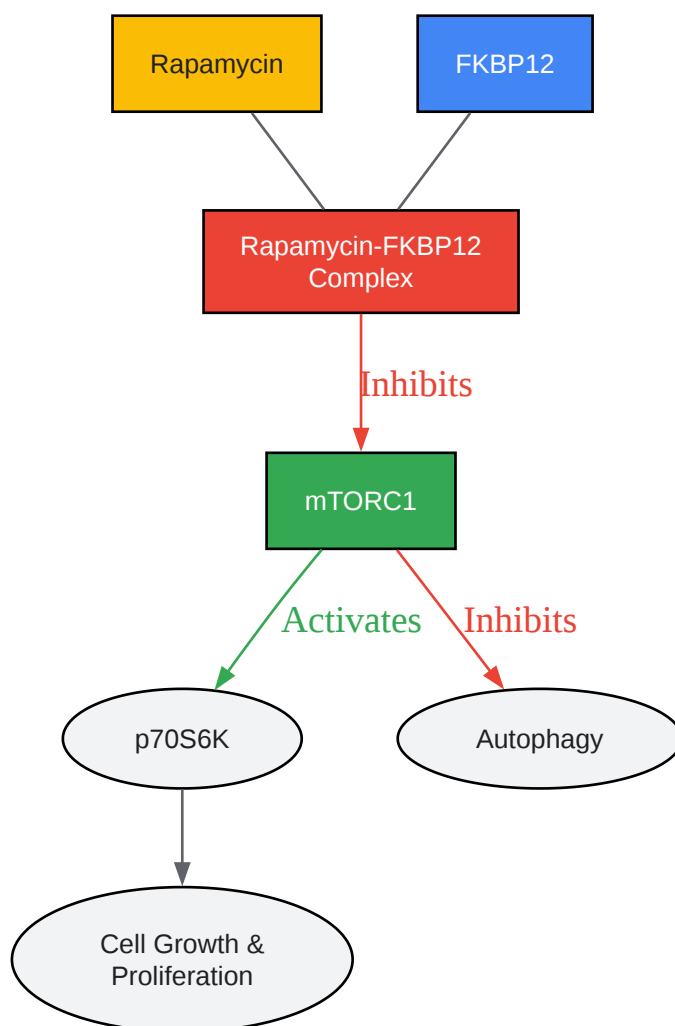 Rapamycin
FKBP12
Rapamycin-FKBP12
Complex
Inhibits
mTORC1
Activates
Inhibits
p70S6K
Autophagy
Cell Growth &
Proliferation